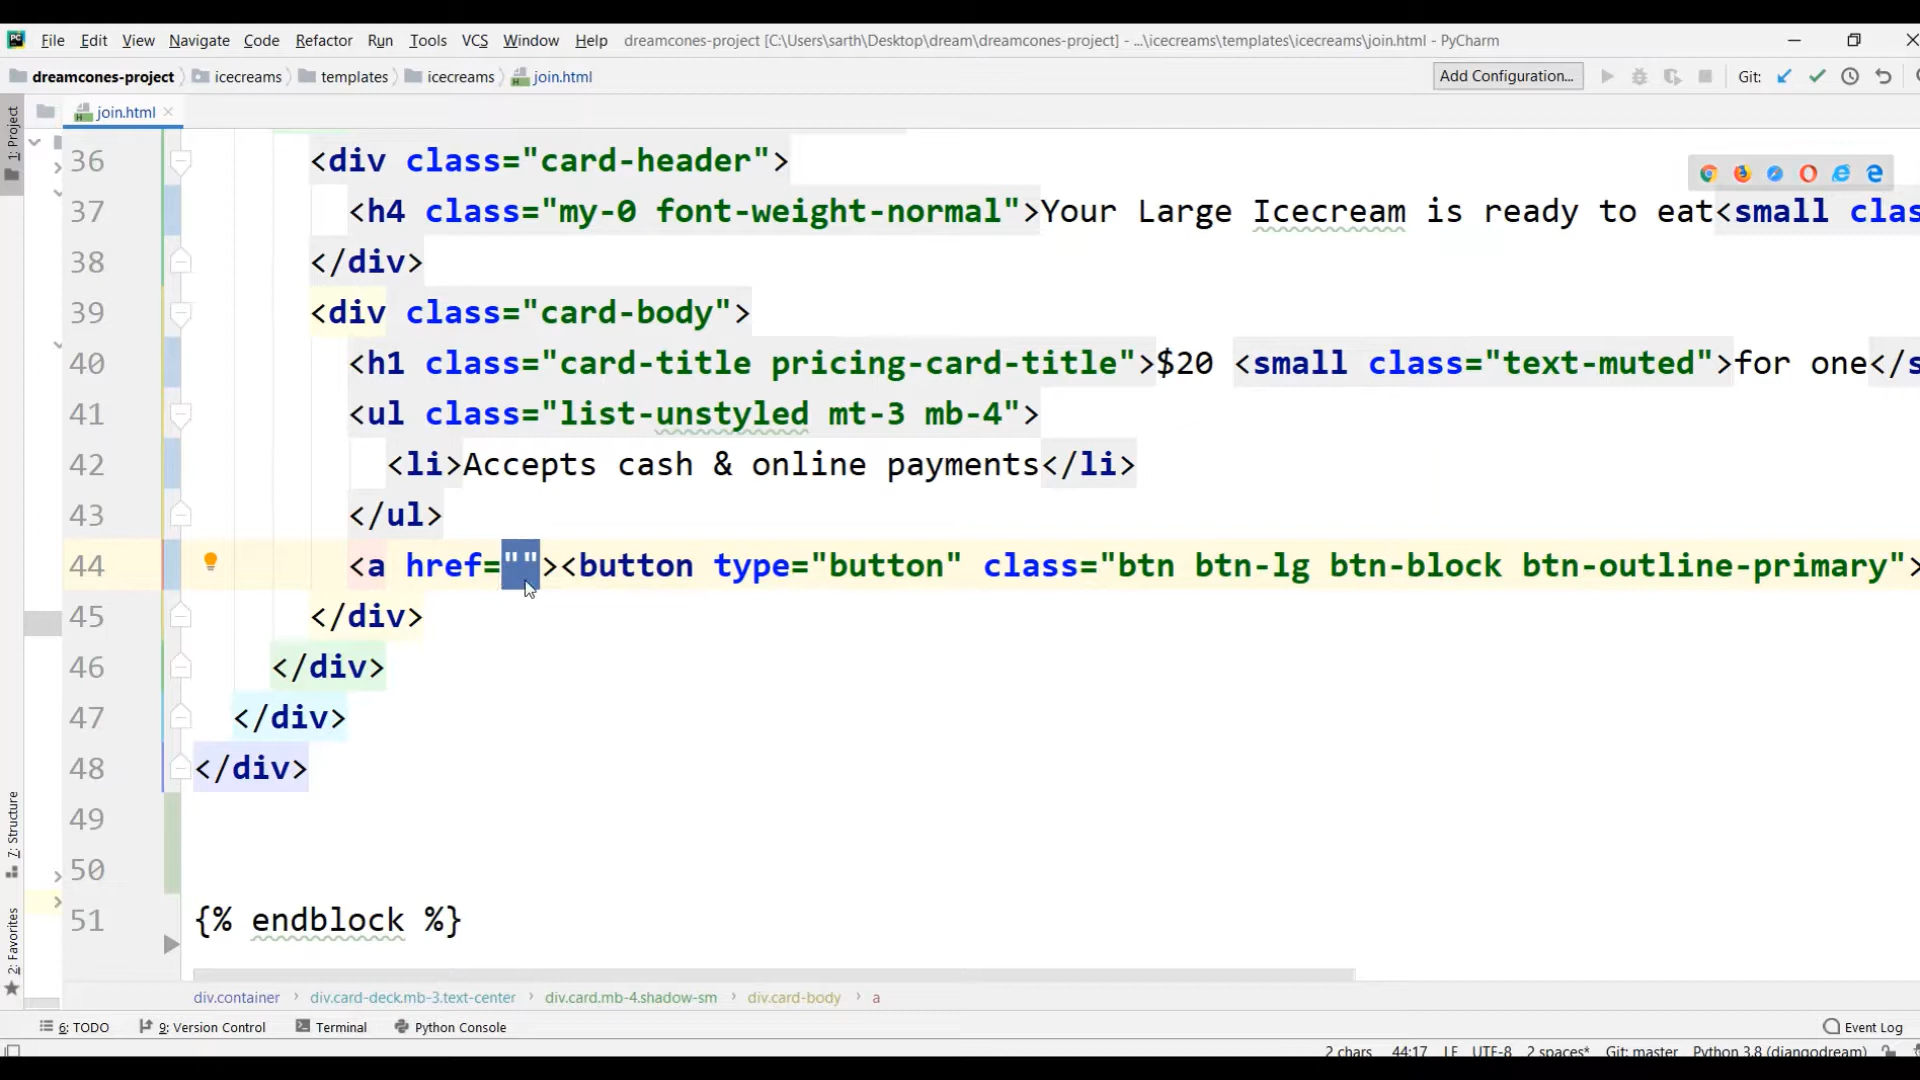 PC File Edit View Navigate Code Refactor Run Tools VCS Window Help dreamcones-project [C:\Users\sarth\Desktop\dream\dreamcones-project] - ...\icecreams\templates\icecreams\join.html - PyCharm
dreamcones-project icecreams templates icecreams join.html Add Configuration... Git:
1: Project
join.html
36 <div class="card-header">
37 <h4 class="my-0 font-weight-normal">Your Large Icecream is ready to eat<small clas
38 </div>
39 <div class="card-body">
40 <h1 class="card-title pricing-card-title">$20 <small class="text-muted">for one</s
41 <ul class="list-unstyled mt-3 mb-4">
42 <li>Accepts cash & online payments</li>
43 </ul>
44 <a href=""><button type="button" class="btn btn-lg btn-block btn-outline-primary">
45 </div>
46 </div>
47 </div>
48 </div>
49
50
51 {% endblock %}
7: Structure
2: Favorites
div.container div.card-deck.mb-3.text-center div.card.mb-4.shadow-sm div.card-body a
6: TODO 9: Version Control Terminal Python Console Event Log
2 chars 44:17 LF UTF-8 2 spaces* Git: master Python 3.8 (djangodream)